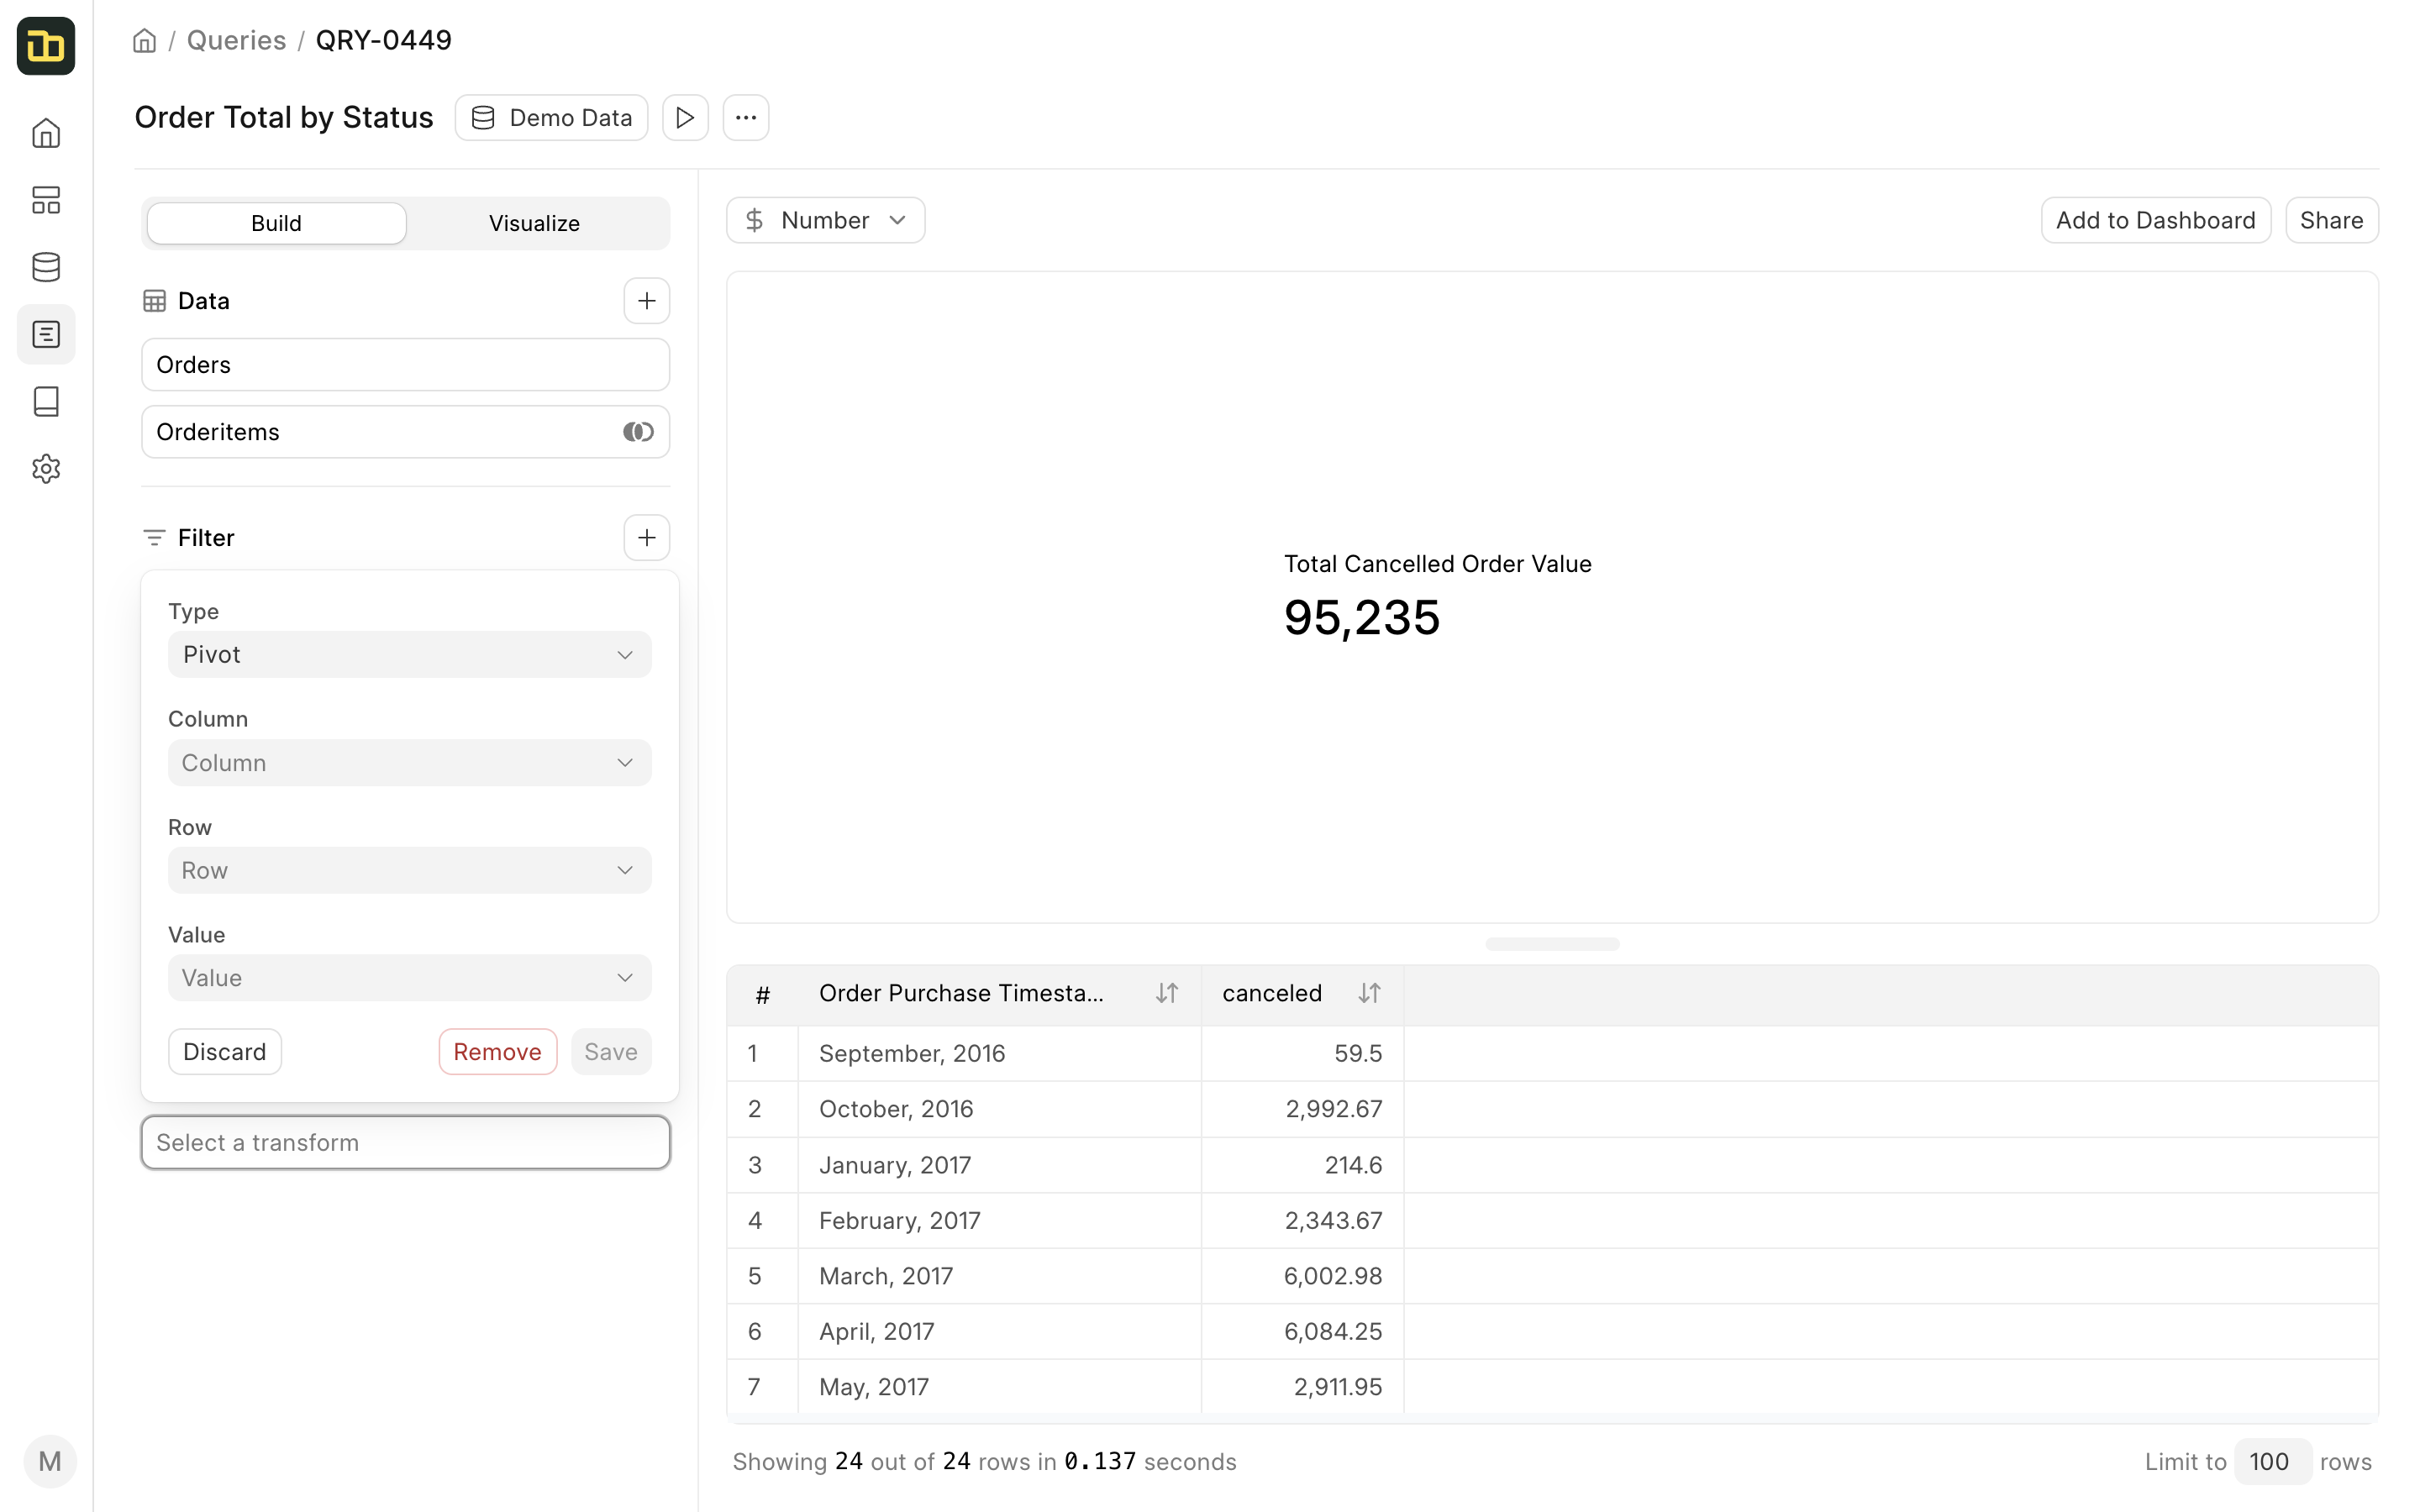 / Queries / QRY-0449
Order Total by Status
Demo Data
Build
Visualize
Data
Orders
Orderitems
Filter
Type
Pivot
Column
Column
Row
Row
Value
Value
Discard
Remove
Save
Select a transform
M
Number
Add to Dashboard
Share
Total Cancelled Order Value
95,235
# Order Purchase Timesta... canceled
1 September, 2016 59.5
2 October, 2016 2,992.67
3 January, 2017 214.6
4 February, 2017 2,343.67
5 March, 2017 6,002.98
6 April, 2017 6,084.25
7 May, 2017 2,911.95
Showing 24 out of 24 rows in 0.137 seconds
Limit to 100 rows